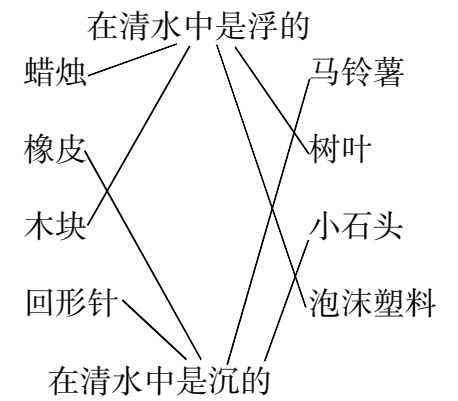 在清水中是浮的
蜡烛 马铃薯
橡皮 树叶
木块 小石头
回形针 泡沫塑料
在清水中是沉的